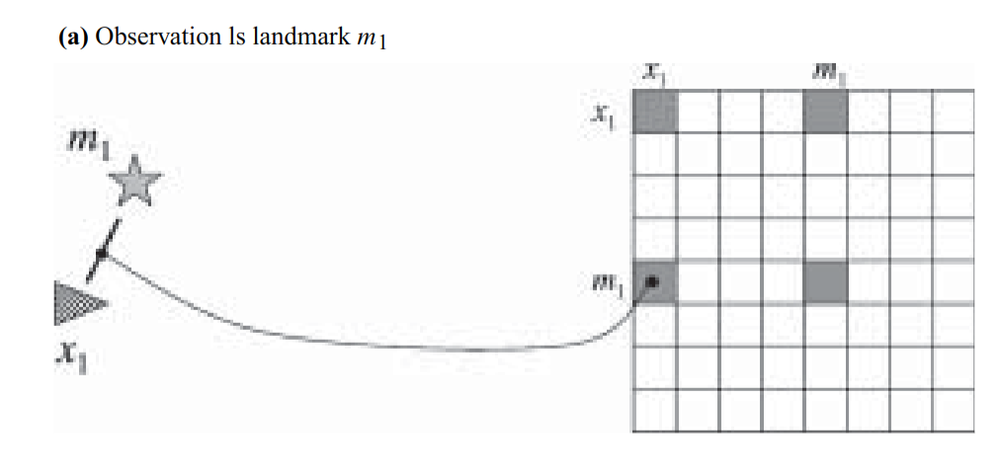 (a) Observation ls landmark m₁
x₁ m₁
x₁
m₁
m₁
x₁